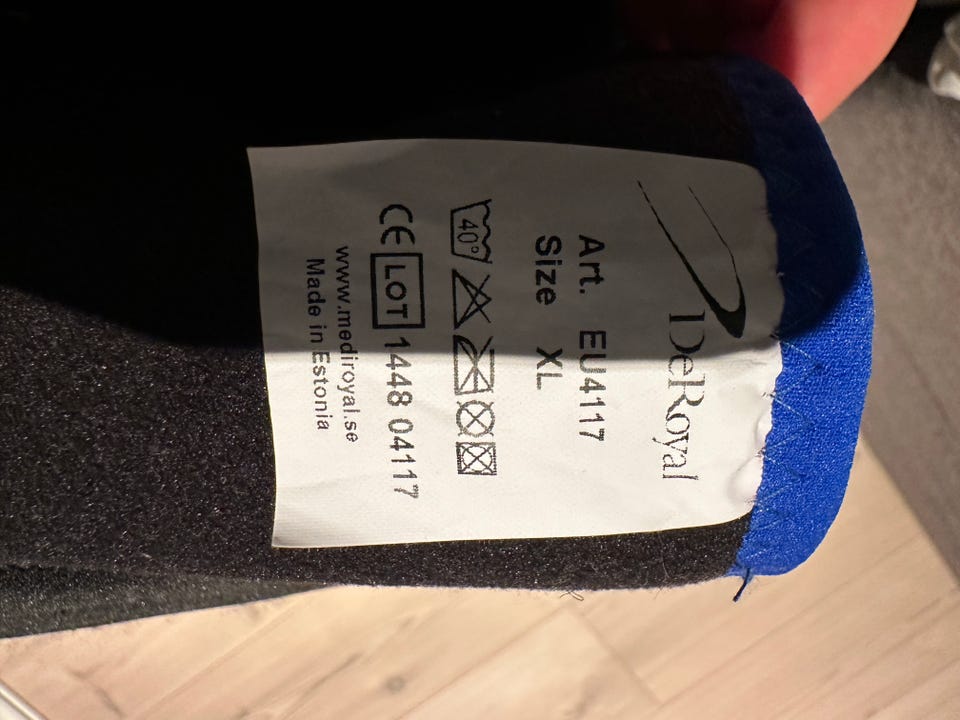 DeRoyal
Art. EU4117
Size XL
40°
CE LOT 1448 04117
www.mediroyal.se
Made in Estonia